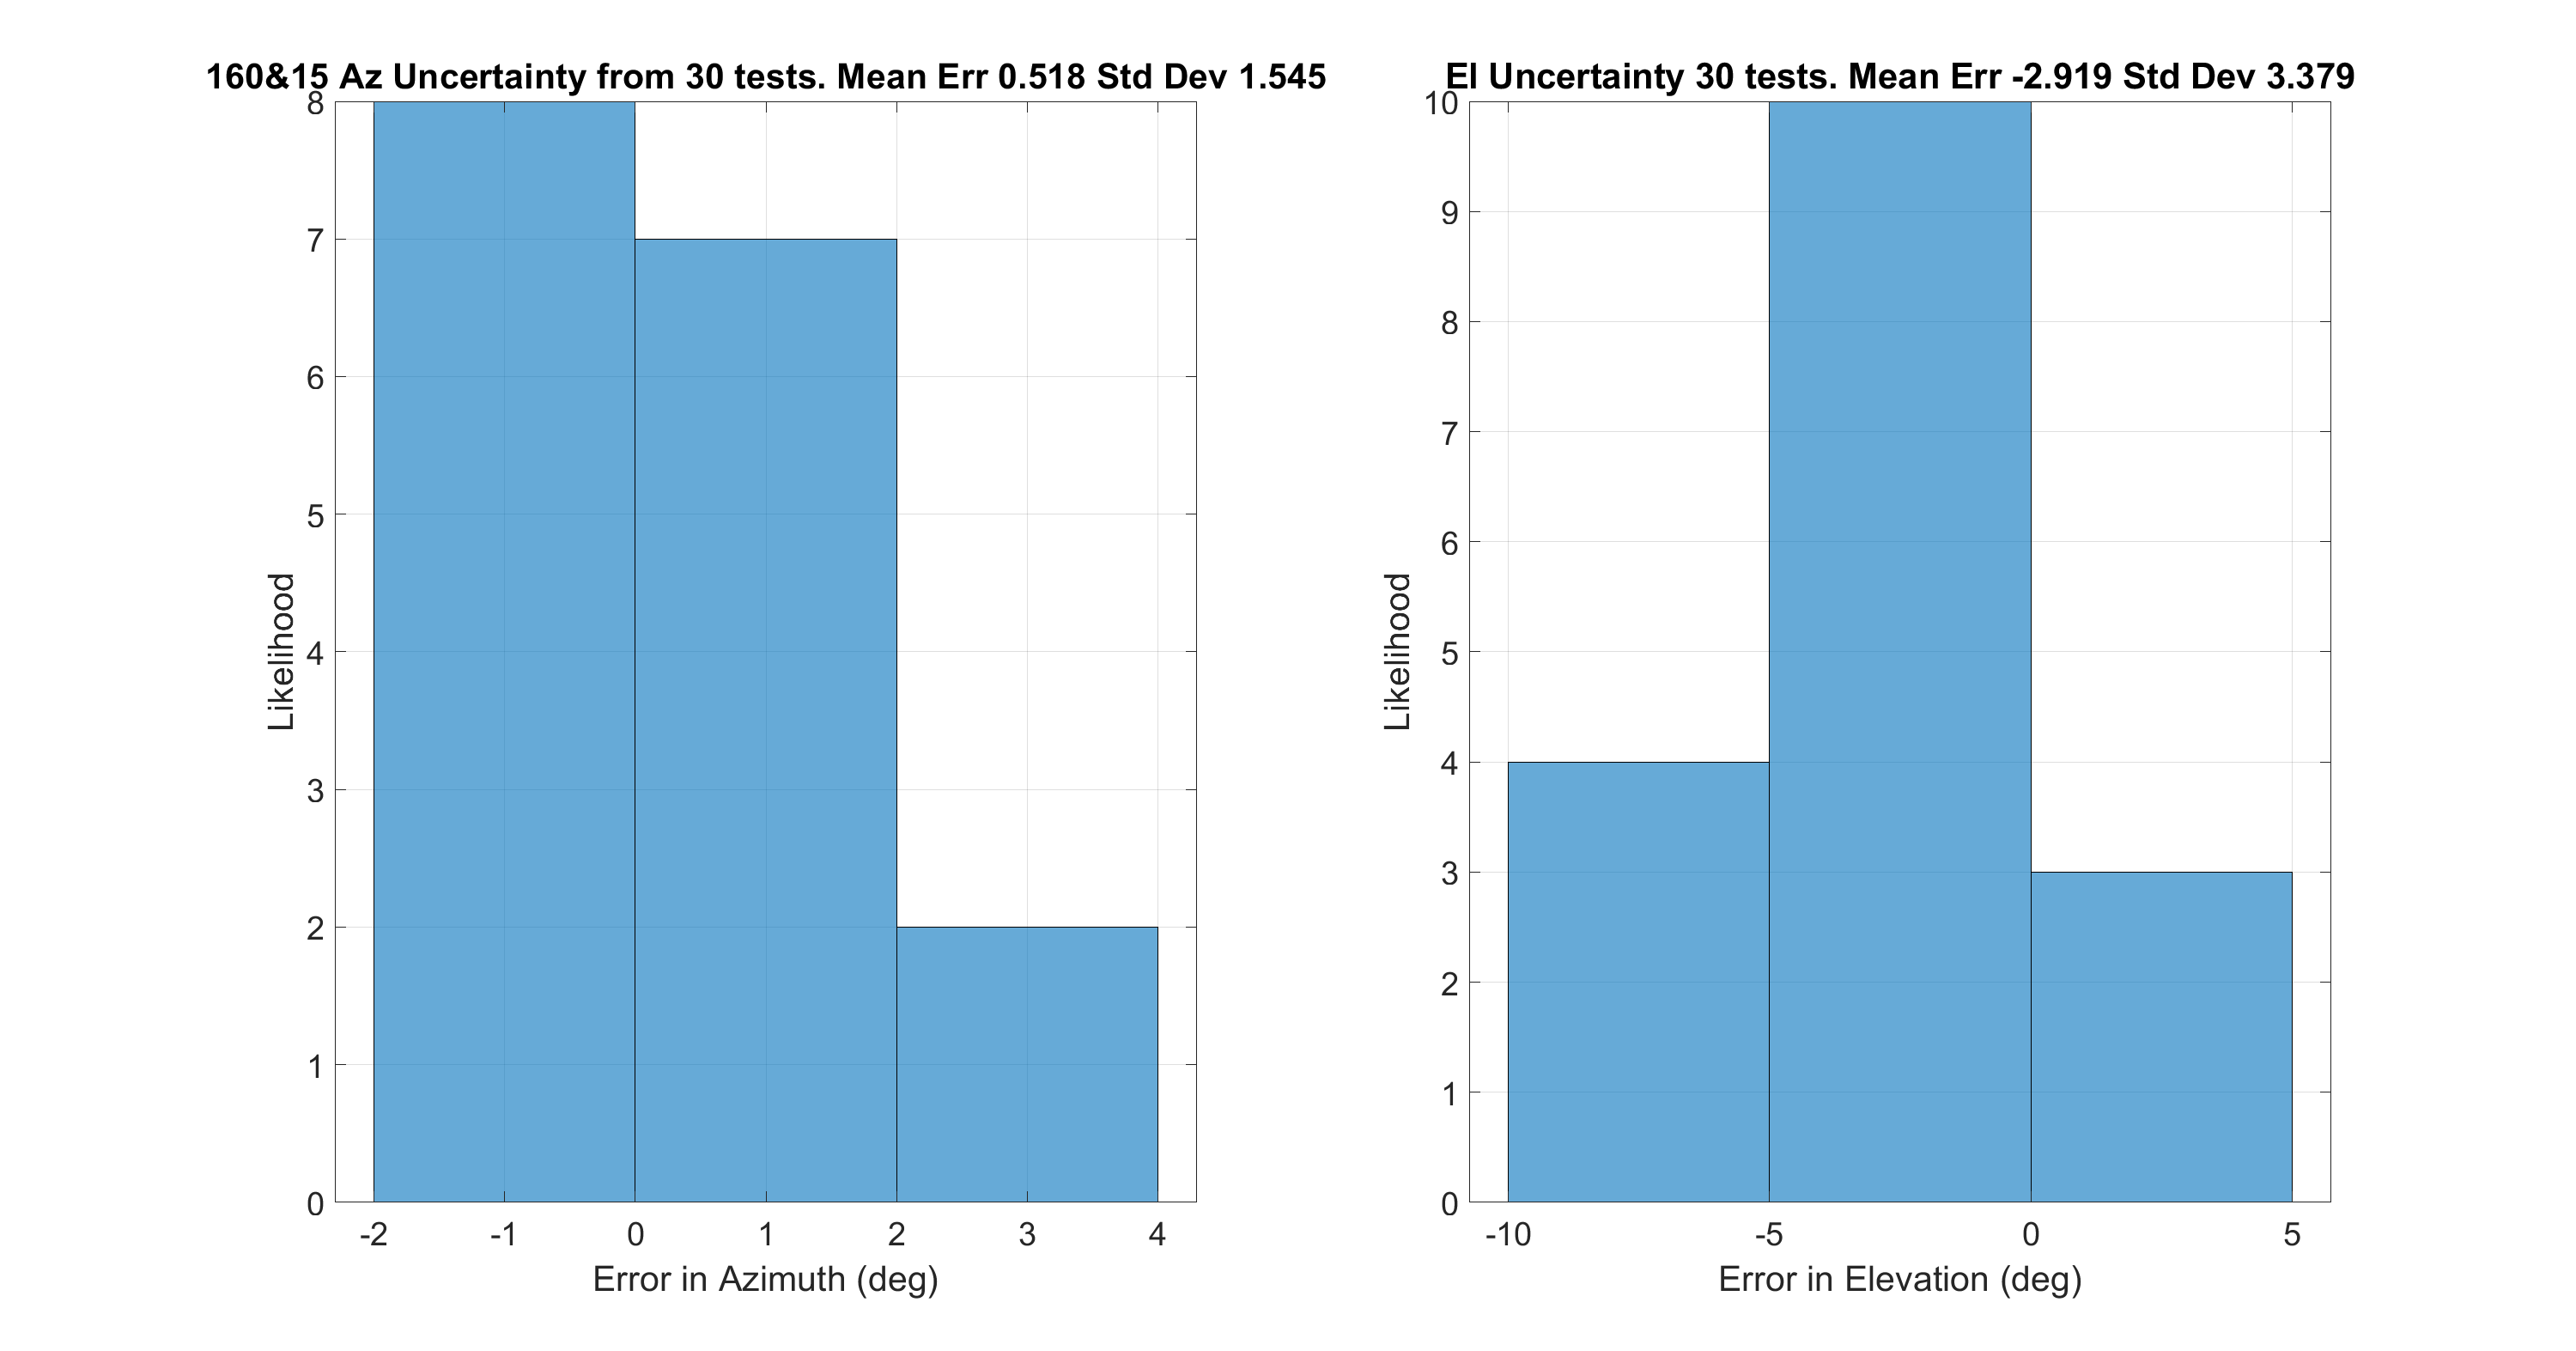 160&15 Az Uncertainty from 30 tests. Mean Err 0.518 Std Dev 1.545
8
7
6
5
4
3
2
1
0
Likelihood
-2 -1 0 1 2 3 4
Error in Azimuth (deg)
El Uncertainty 30 tests. Mean Err -2.919 Std Dev 3.379
10
9
8
7
6
5
4
3
2
1
0
Likelihood
-10 -5 0 5
Error in Elevation (deg)